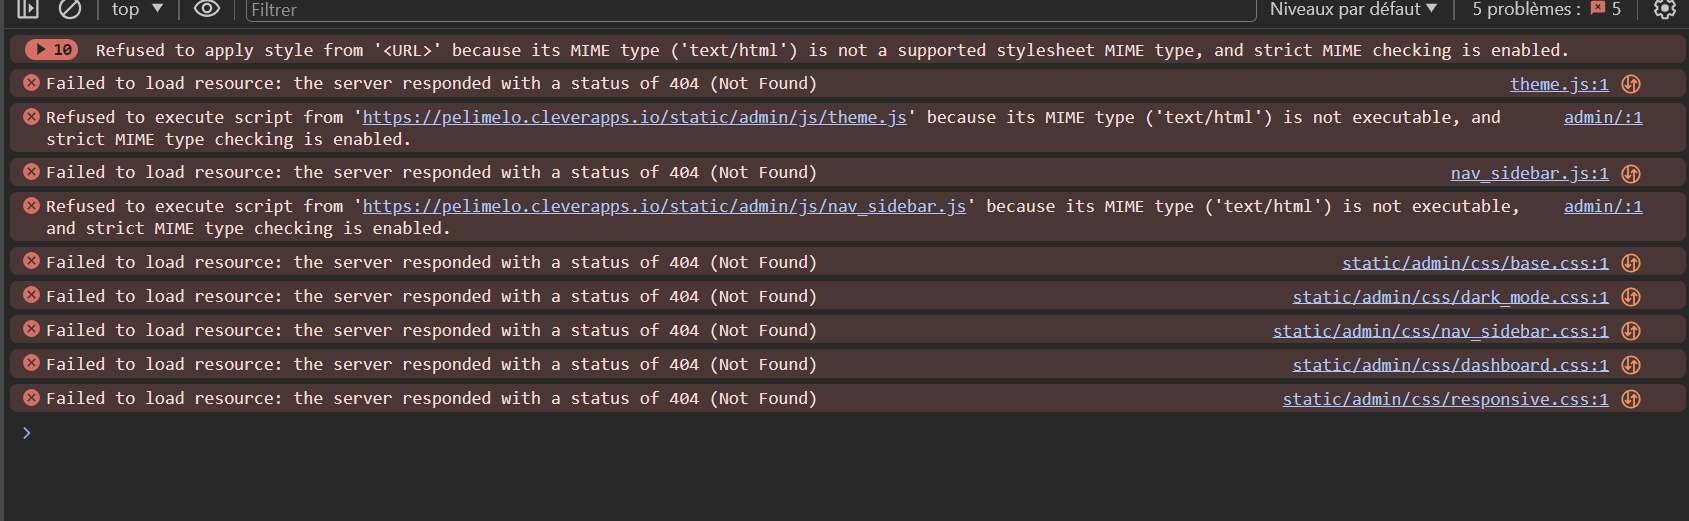 top ▼ Filtrer Niveaux par défaut ▼ 5 problèmes : 5
10 Refused to apply style from '<URL>' because its MIME type ('text/html') is not a supported stylesheet MIME type, and strict MIME checking is enabled.
Failed to load resource: the server responded with a status of 404 (Not Found) theme.js:1
Refused to execute script from 'https://pelimelo.cleverapps.io/static/admin/js/theme.js' because its MIME type ('text/html') is not executable, and admin/:1
strict MIME type checking is enabled.
Failed to load resource: the server responded with a status of 404 (Not Found) nav_sidebar.js:1
Refused to execute script from 'https://pelimelo.cleverapps.io/static/admin/js/nav_sidebar.js' because its MIME type ('text/html') is not executable, admin/:1
and strict MIME type checking is enabled.
Failed to load resource: the server responded with a status of 404 (Not Found) static/admin/css/base.css:1
Failed to load resource: the server responded with a status of 404 (Not Found) static/admin/css/dark_mode.css:1
Failed to load resource: the server responded with a status of 404 (Not Found) static/admin/css/nav_sidebar.css:1
Failed to load resource: the server responded with a status of 404 (Not Found) static/admin/css/dashboard.css:1
Failed to load resource: the server responded with a status of 404 (Not Found) static/admin/css/responsive.css:1